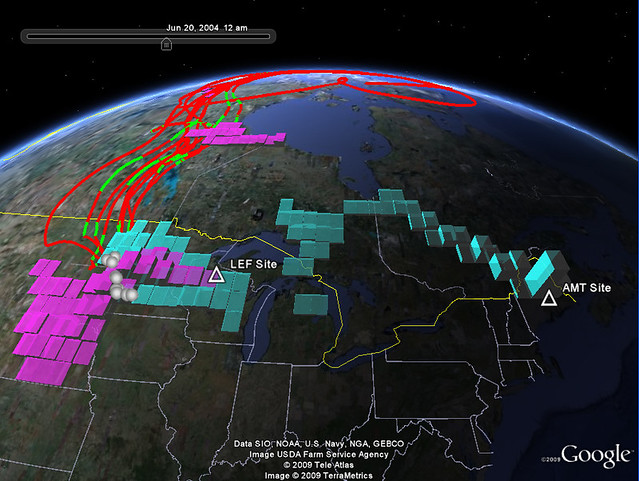 Jun 20, 2004 12 am
LEF Site
AMT Site
Data SIO, NOAA, U.S. Navy, NGA, GEBCO
Image USDA Farm Service Agency
© 2009 Tele Atlas
Image © 2009 TerraMetrics
©2009 Google